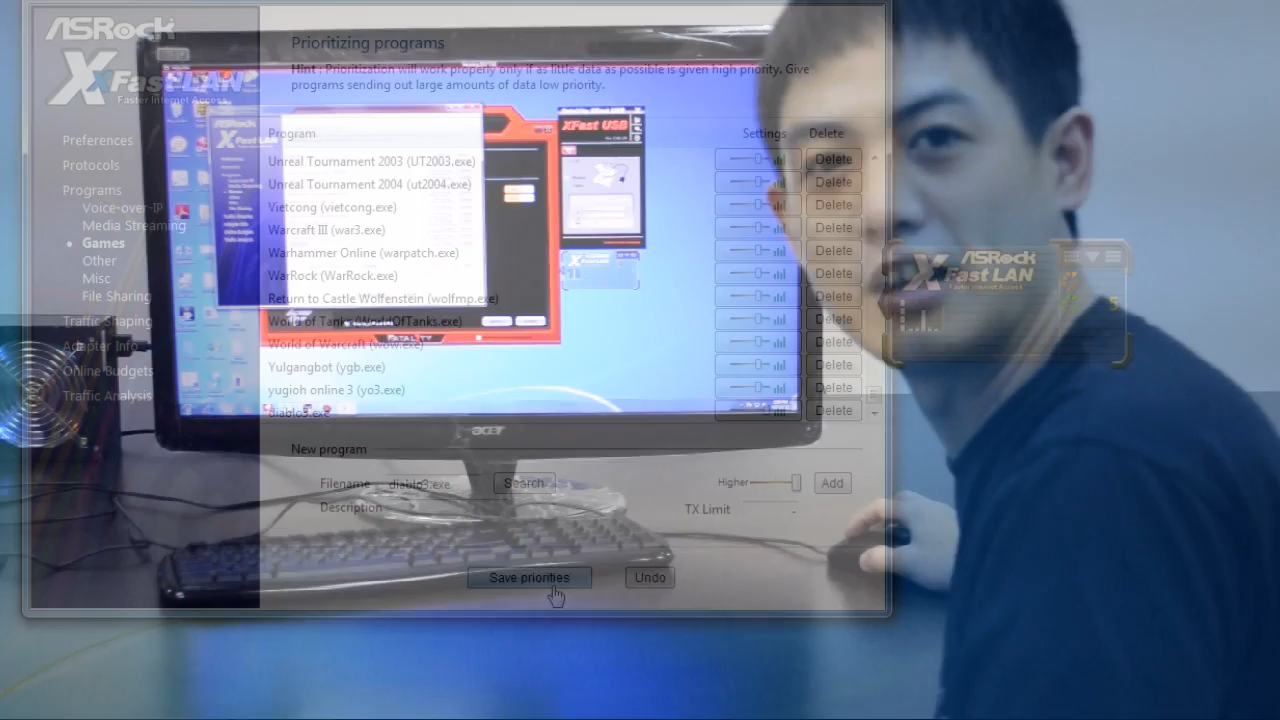 ASRock
XFast LAN
Faster Internet Access
Preferences
Protocols
Programs
Voice-over-IP
Media Streaming
• Games
Other
Misc
File Sharing
Traffic Shaping
Adapter Info
Online Budgets
Traffic Analysis
Prioritizing programs
Hint : Prioritization will work properly only if as little data as possible is given high priority. Give
programs sending out large amounts of data low priority.
Program Settings Delete
Unreal Tournament 2003 (UT2003.exe) Delete
Unreal Tournament 2004 (ut2004.exe) Delete
Vietcong (vietcong.exe) Delete
Warcraft III (war3.exe) Delete
Warhammer Online (warpatch.exe) Delete
WarRock (WarRock.exe) Delete
Return to Castle Wolfenstein (wolfmp.exe) Delete
World of Tanks (WorldOfTanks.exe) Delete
World of Warcraft (wow.exe) Delete
Yulgangbot (ygb.exe) Delete
yugioh online 3 (yo3.exe) Delete
diablo3.exe Delete
New program
Filename diablo3.exe Search Higher Add
Description TX Limit -
Save priorities Undo
ASRock
XFast LAN
Faster Internet Access
5
ASRock
XFast USB
FATAL1TY
acer